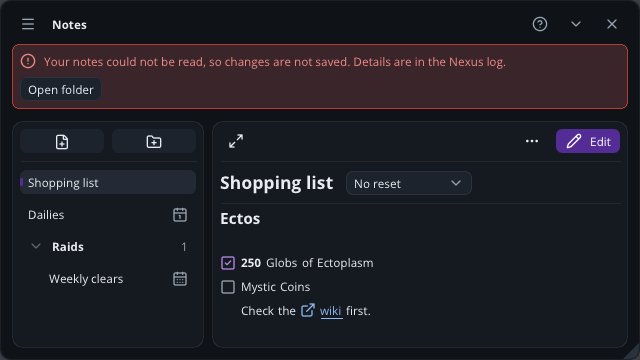 Notes
Your notes could not be read, so changes are not saved. Details are in the Nexus log.
Open folder
Edit
Shopping list
Dailies
Raids 1
Weekly clears
Shopping list No reset
Ectos
250 Globs of Ectoplasm
Mystic Coins
Check the wiki first.